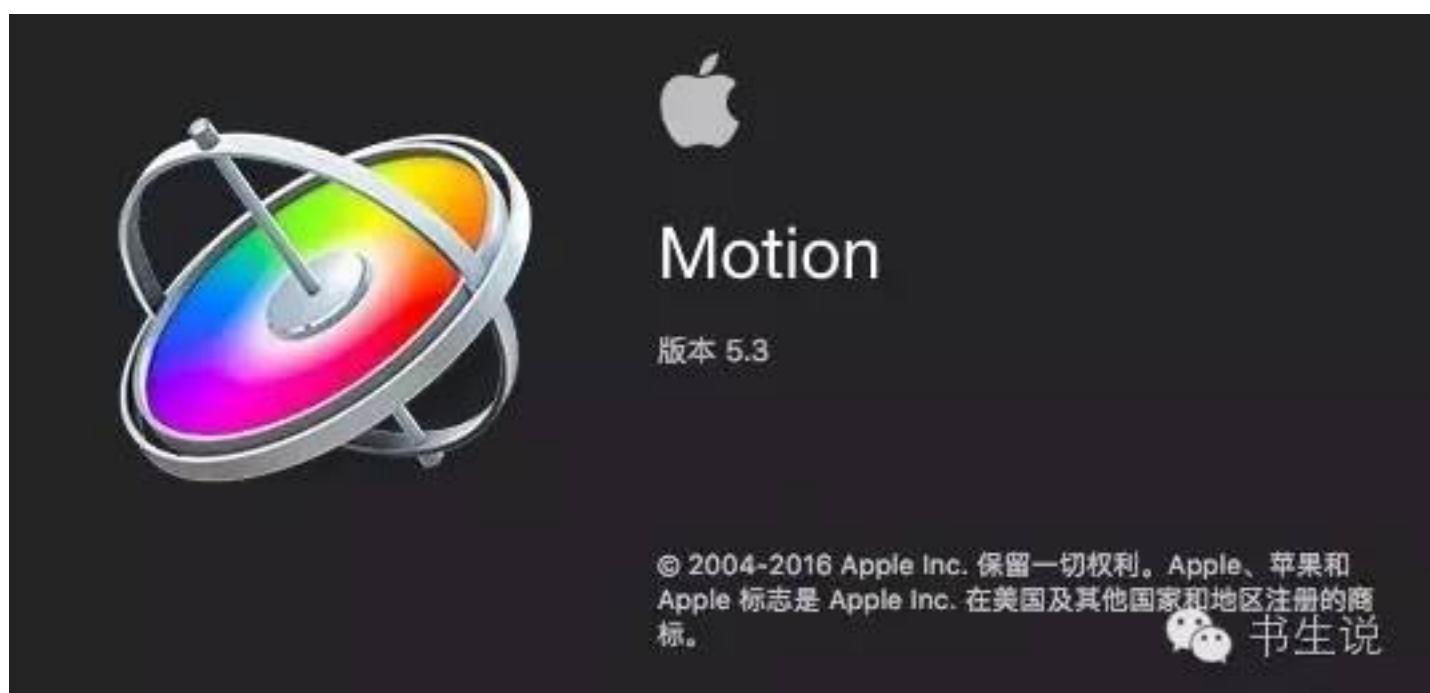 Motion
版本 5.3
© 2004-2016 Apple Inc. 保留一切权利。Apple、苹果和
Apple 标志是 Apple Inc. 在美国及其他国家和地区注册的商
标。
书生说